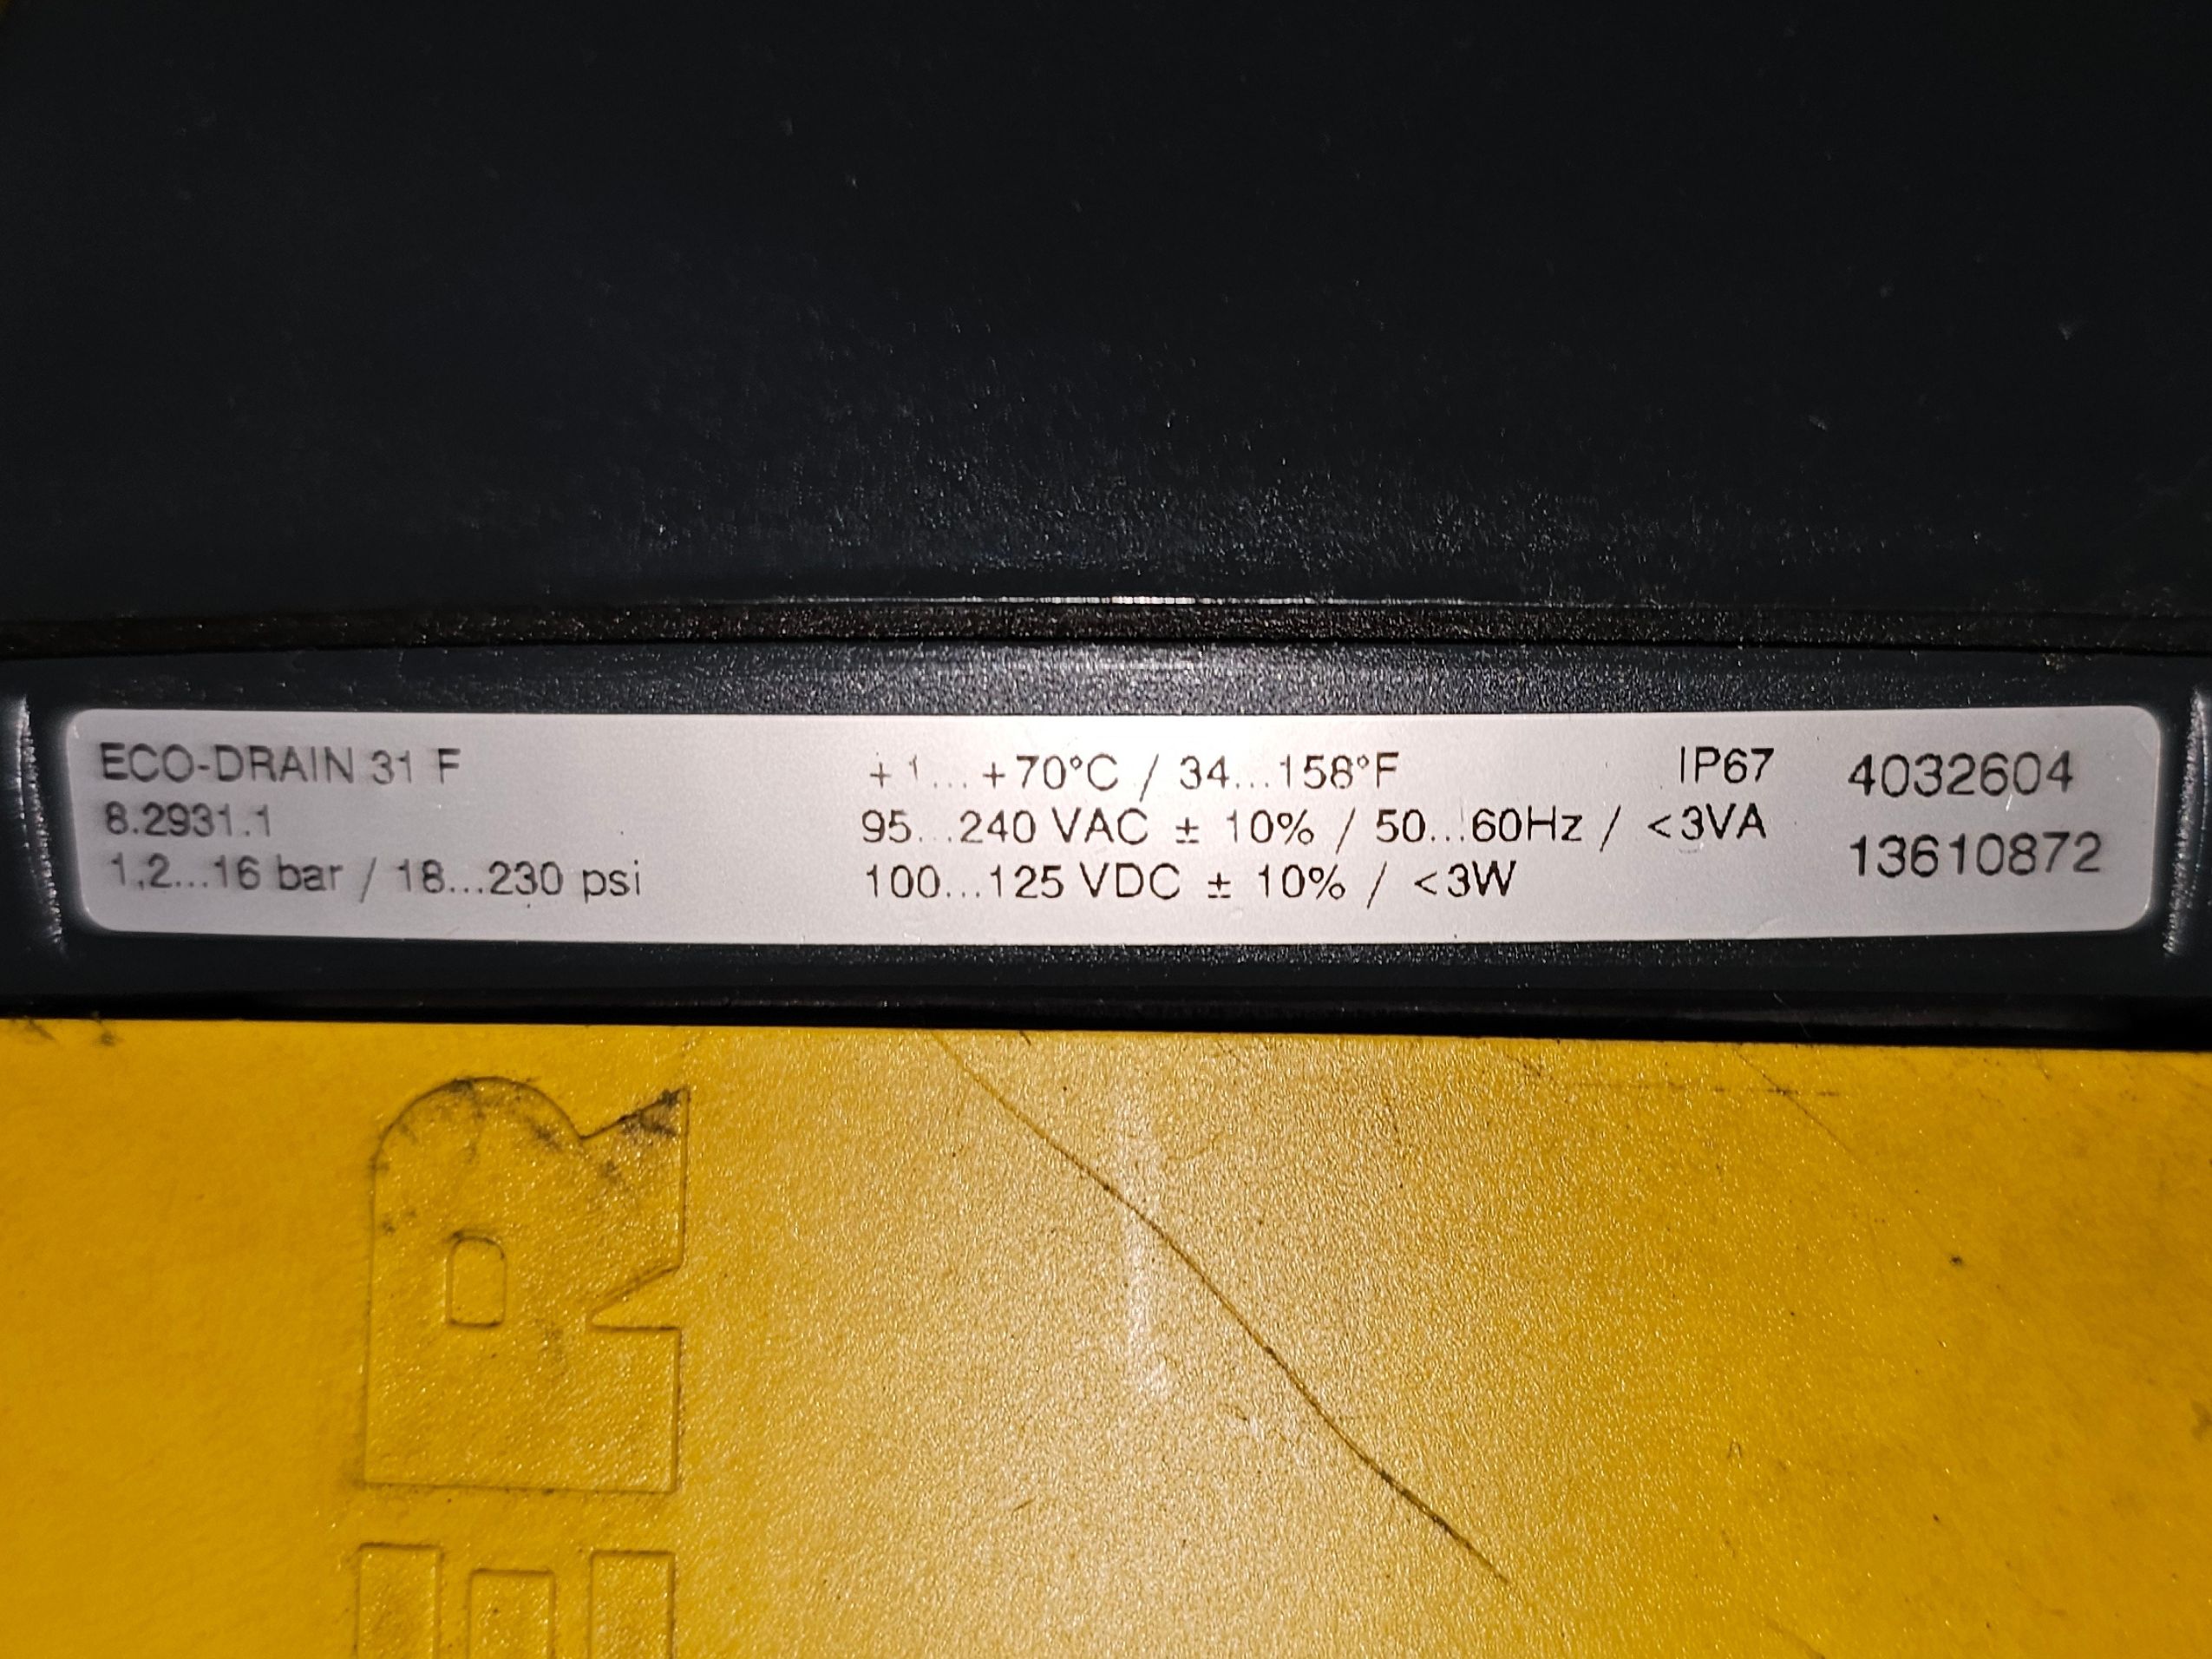 ECO-DRAIN 31 F
8.2931.1
1,2...16 bar / 18...230 psi
+1... +70°C / 34...158°F IP67
95...240 VAC ± 10% / 50...60Hz / <3VA
100...125 VDC ± 10% / <3W
4032604
13610872
ER